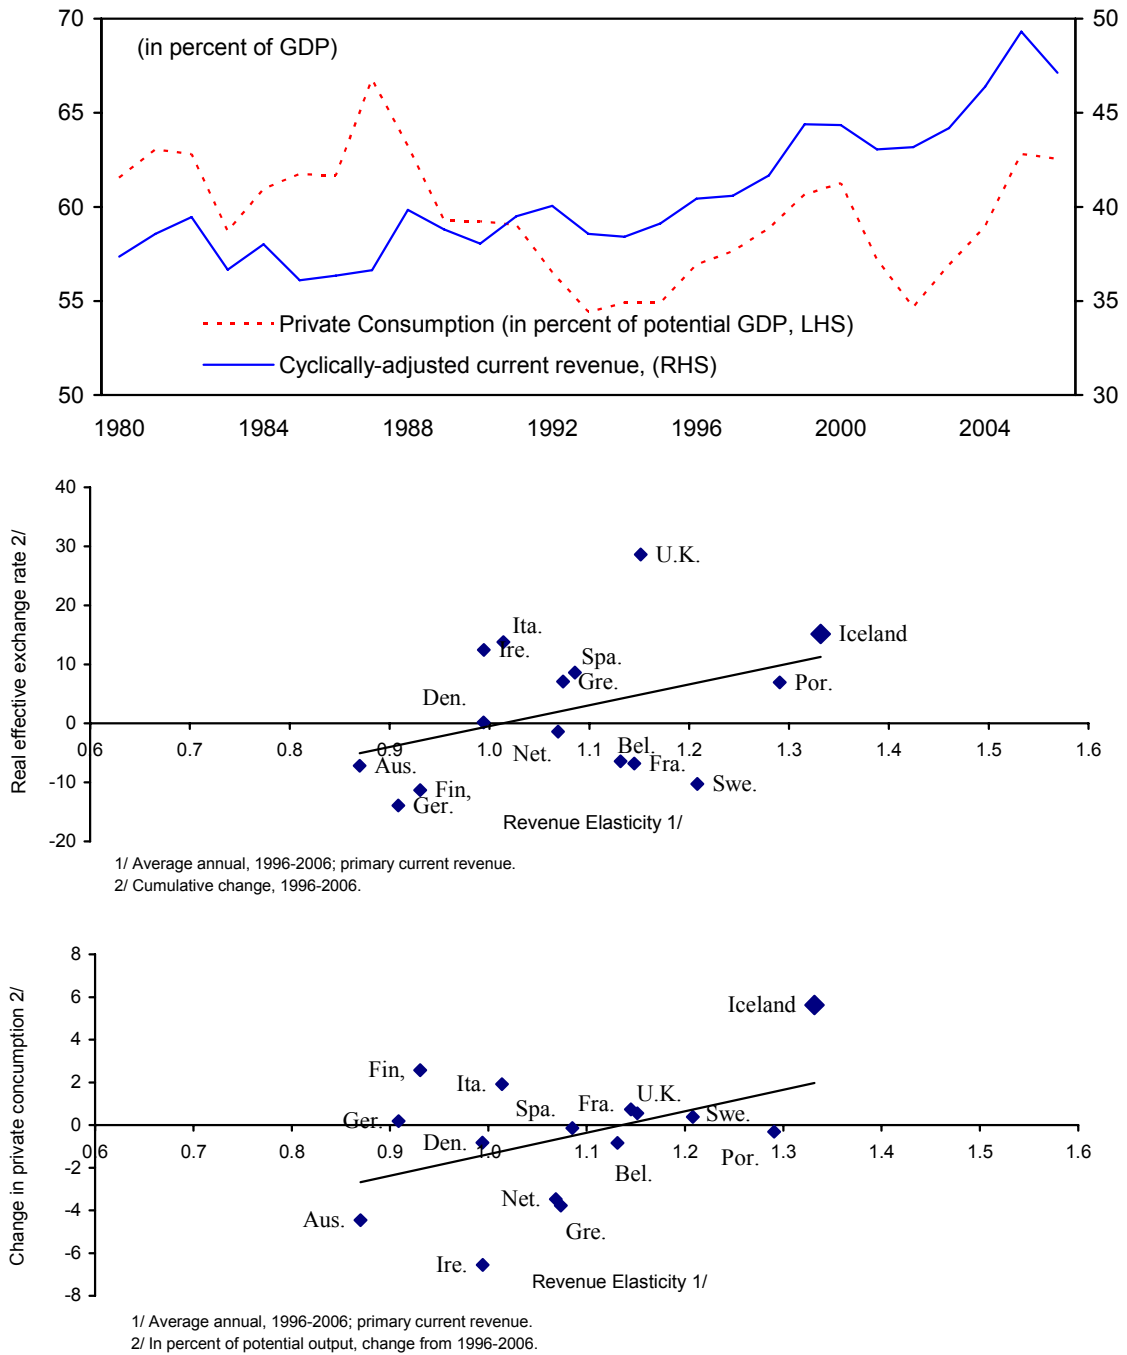 70
50
(in percent of GDP)
65
45
60
40
55
35
Private Consumption (in percent of potential GDP, LHS)
Cyclically-adjusted current revenue, (RHS)
50
30
1980 1984 1988 1992 1996 2000 2004
Real effective exchange rate 2/
40
30
20
10
0
-10
-20
U.K.
Ita.
Iceland
Ire.
Spa.
Gre.
Por.
Den.
0.6 0.7 0.8 0.9 1.0 1.1 1.2 1.3 1.4 1.5 1.6
Net.
Bel.
Aus.
Fra.
Fin,
Swe.
Ger.
Revenue Elasticity 1/
1/ Average annual, 1996-2006; primary current revenue.
2/ Cumulative change, 1996-2006.
Change in private concumption 2/
8
6
4
2
0
-2
-4
-6
-8
Iceland
Fin,
Ita.
Fra.
U.K.
Spa.
Ger.
Swe.
Den.
0.6 0.7 0.8 0.9 1.0 1.1 1.2 1.3 1.4 1.5 1.6
Por.
Bel.
Net.
Aus.
Gre.
Ire.
Revenue Elasticity 1/
1/ Average annual, 1996-2006; primary current revenue.
2/ In percent of potential output, change from 1996-2006.